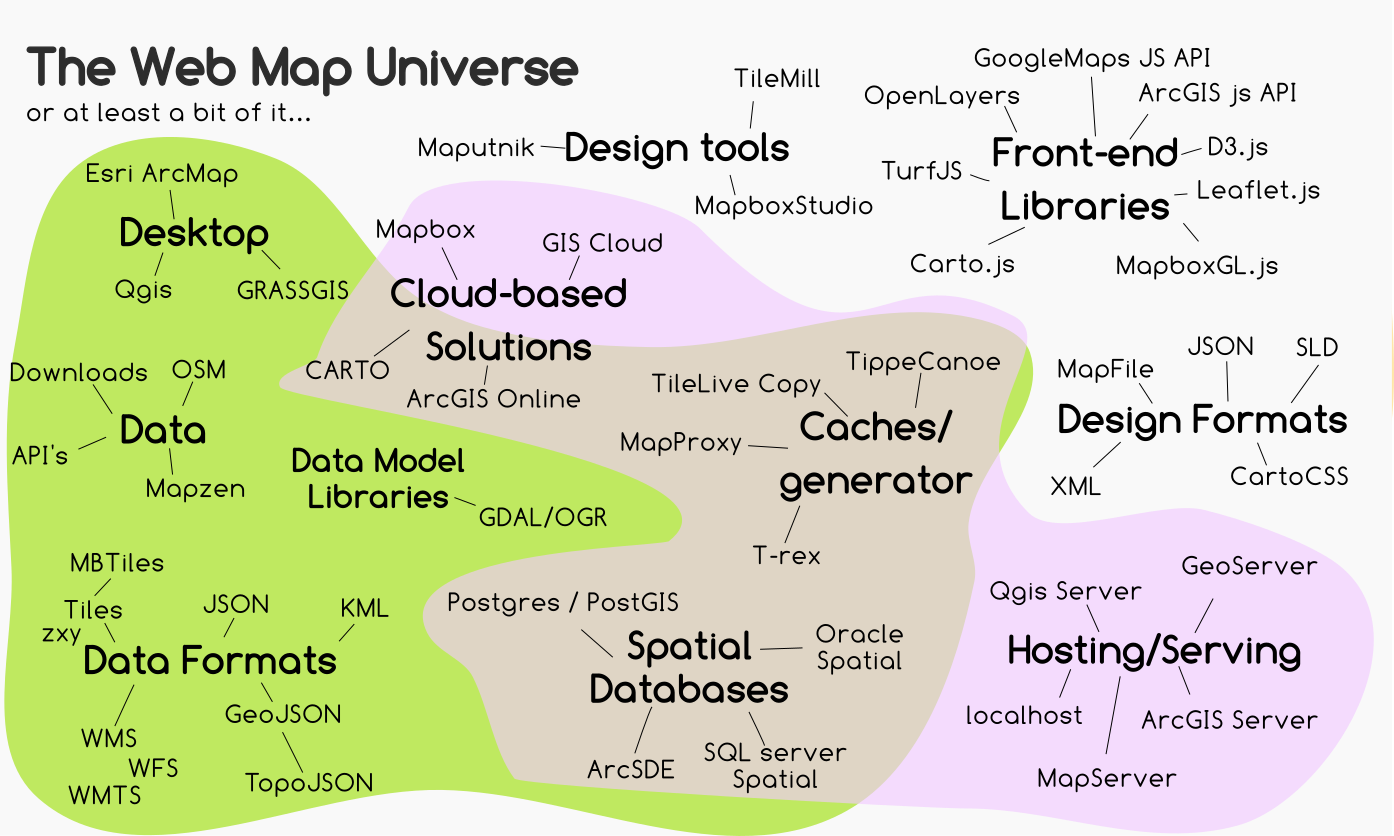 The Web Map Universe
or at least a bit of it...
TileMill
Maputnik
Design tools
MapboxStudio
GoogleMaps JS API
OpenLayers
ArcGIS js API
Front-end
Libraries
D3.js
TurfJS
Leaflet.js
Carto.js
MapboxGL.js
Esri ArcMap
Desktop
Qgis
GRASSGIS
Mapbox
GIS Cloud
Cloud-based
Solutions
CARTO
ArcGIS Online
Downloads
OSM
Data
API's
Mapzen
Data Model
Libraries
GDAL/OGR
TippeCanoe
TileLive Copy
Caches/
generator
MapProxy
T-rex
JSON
SLD
MapFile
Design Formats
XML
CartoCSS
MBTiles
Tiles
zxy
JSON
KML
Data Formats
GeoJSON
WMS
WFS
WMTS
TopoJSON
Postgres / PostGIS
Spatial
Databases
Oracle
Spatial
ArcSDE
SQL server
Spatial
GeoServer
Qgis Server
Hosting/Serving
localhost
ArcGIS Server
MapServer